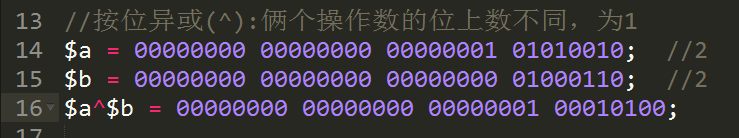 13 //按位异或(^):俩个操作数的位上数不同，为1
14 $a = 00000000 00000000 00000001 01010010; //2
15 $b = 00000000 00000000 00000000 01000110; //2
16 $a^$b = 00000000 00000000 00000001 00010100;
17